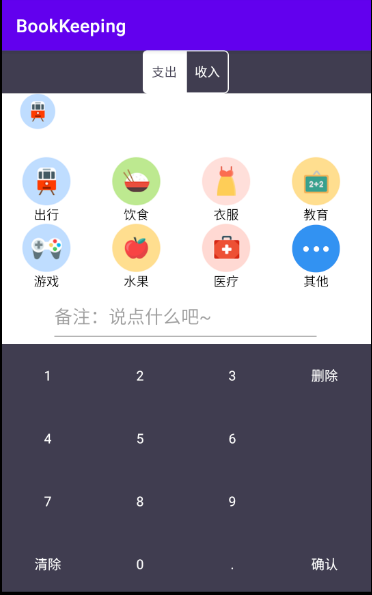 BookKeeping
支出 收入
出行 饮食 衣服 教育
2+2
游戏 水果 医疗 其他
备注：说点什么吧~
1 2 3 删除
4 5 6
7 8 9
清除 0 . 确认